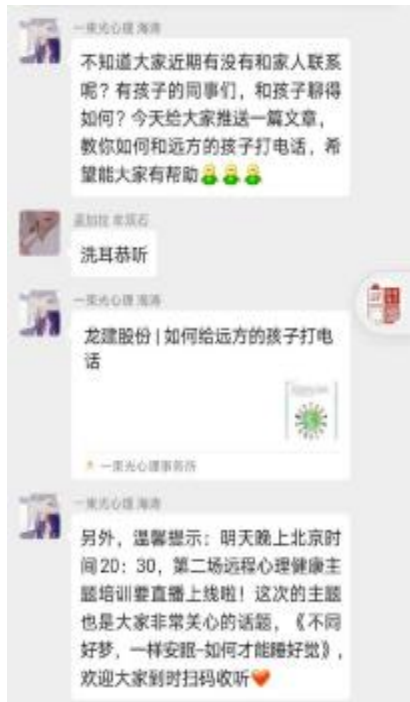 一束光心理 海涛
不知道大家近期有没有和家人联系
呢？有孩子的同事们，和孩子聊得
如何？今天给大家推送一篇文章，
教你如何和远方的孩子打电话，希
望能大家有帮助
孟加拉
洗耳恭听
一束光心理 海涛
龙建股份 | 如何给远方的孩子打电
话
一束光心理事务所
一束光心理 海涛
另外，温馨提示：明天晚上北京时
间20：30，第二场远程心理健康主
题培训要直播上线啦！这次的主题
也是大家非常关心的话题，《不同
好梦，一样安眠-如何才能睡好觉》，
欢迎大家到时扫码收听